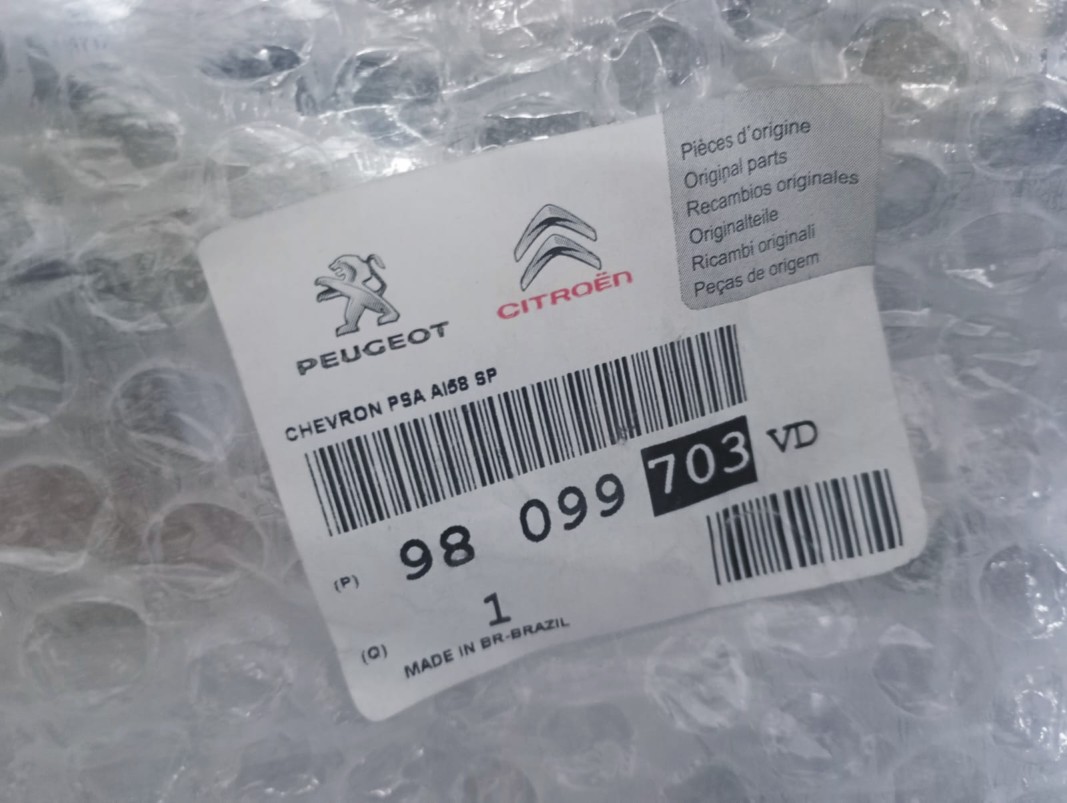 Pièces d'origine
Original parts
Recambios originales
Originalteile
Ricambi originali
Peças de origem
PEUGEOT
CITROËN
CHEVRON PSA AI58 SP
98 099 703 VD
(P)
1
(Q)
MADE IN BR-BRAZIL